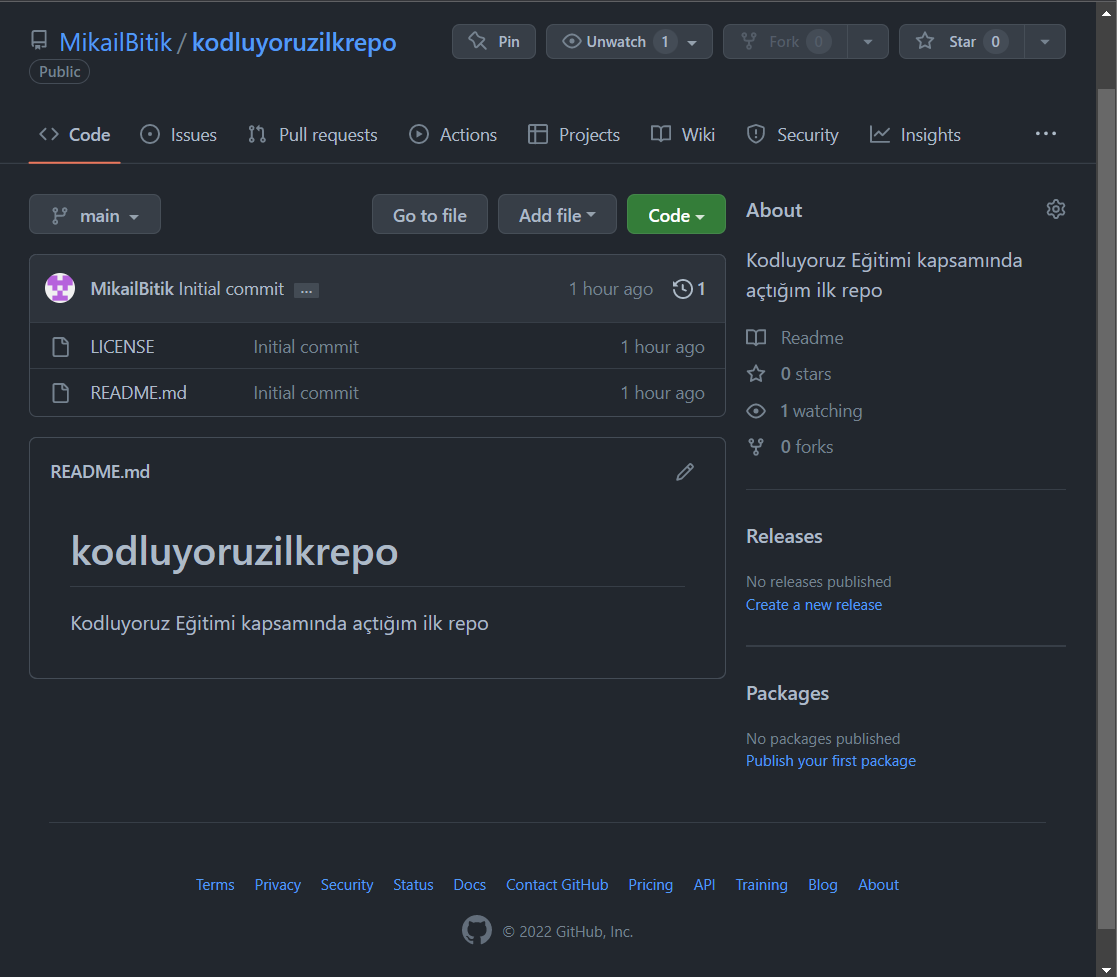 MikailBitik / kodluyoruzilkrepo
Public
Pin
Unwatch 1
Fork 0
Star 0
Code
Issues
Pull requests
Actions
Projects
Wiki
Security
Insights
main
Go to file
Add file
Code
MikailBitik Initial commit ... 1 hour ago 1
LICENSE Initial commit 1 hour ago
README.md Initial commit 1 hour ago
README.md
kodluyoruzilkrepo
Kodluyoruz Eğitimi kapsamında açtığım ilk repo
About
Kodluyoruz Eğitimi kapsamında
açtığım ilk repo
Readme
0 stars
1 watching
0 forks
Releases
No releases published
Create a new release
Packages
No packages published
Publish your first package
Terms Privacy Security Status Docs Contact GitHub Pricing API Training Blog About
© 2022 GitHub, Inc.